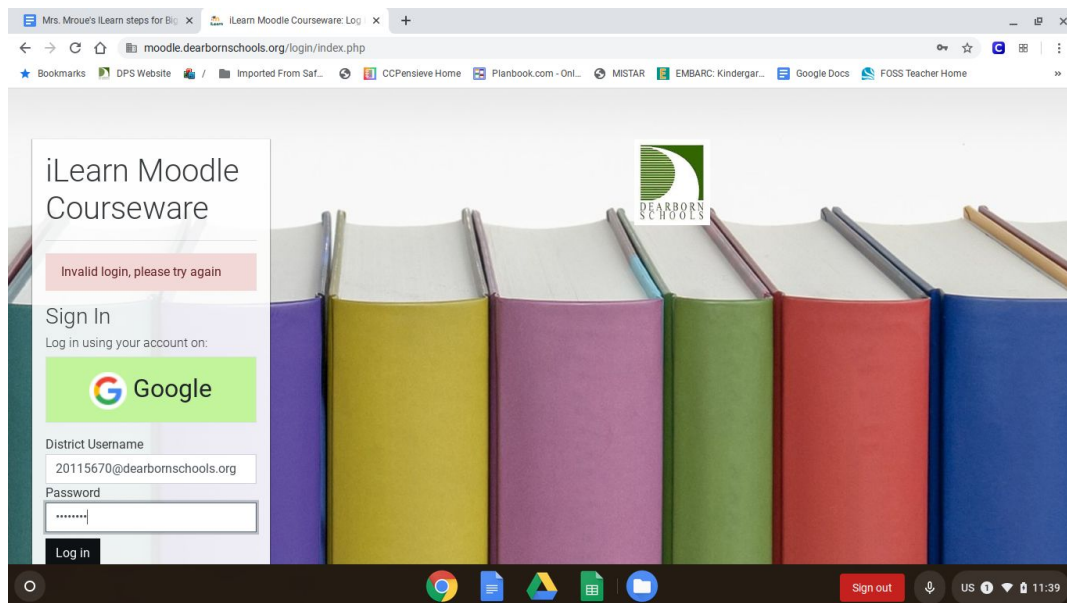 Mrs. Mroue's ILearn steps for Big
iLearn Moodle Courseware: Log
moodle.dearbornschools.org/login/index.php
Bookmarks DPS Website / Imported From Saf... CCPensieve Home Planbook.com - Onl... MISTAR EMBARC: Kindergar... Google Docs FOSS Teacher Home »
iLearn Moodle
Courseware
DEARBORN
SCHOOLS
Invalid login, please try again
Sign In
Log in using your account on:
Google
District Username
20115670@dearbornschools.org
Password
••••••••
Log in
Sign out US 1 11:39